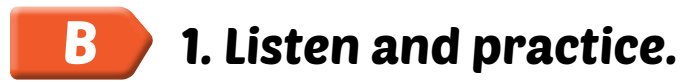 B 1. Listen and practice.